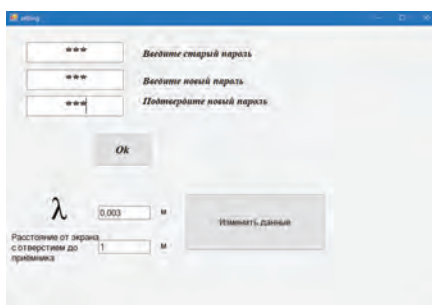 setting
*** Введите старый пароль
*** Введите новый пароль
*** Подтвердите новый пароль
Ok
λ 0,003 м
Изменить данные
Расстояние от экрана
с отверстием до 1 м
приёмника